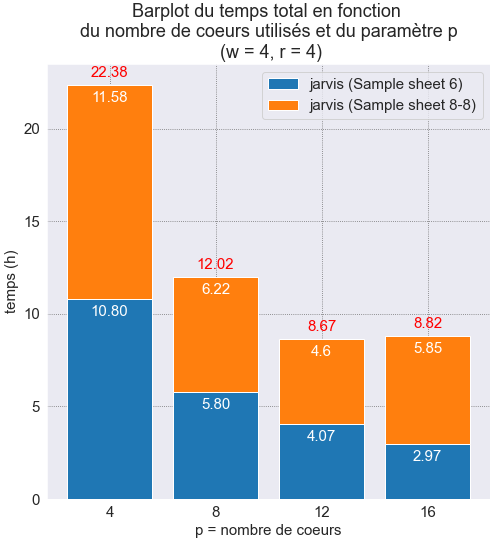 Barplot du temps total en fonction
du nombre de coeurs utilisés et du paramètre p
(w = 4, r = 4)
jarvis (Sample sheet 6)
jarvis (Sample sheet 8-8)
temps (h)
20
15
10
5
0
22.38
11.58
10.80
12.02
6.22
5.80
8.67
4.6
4.07
8.82
5.85
2.97
4 8 12 16
p = nombre de coeurs